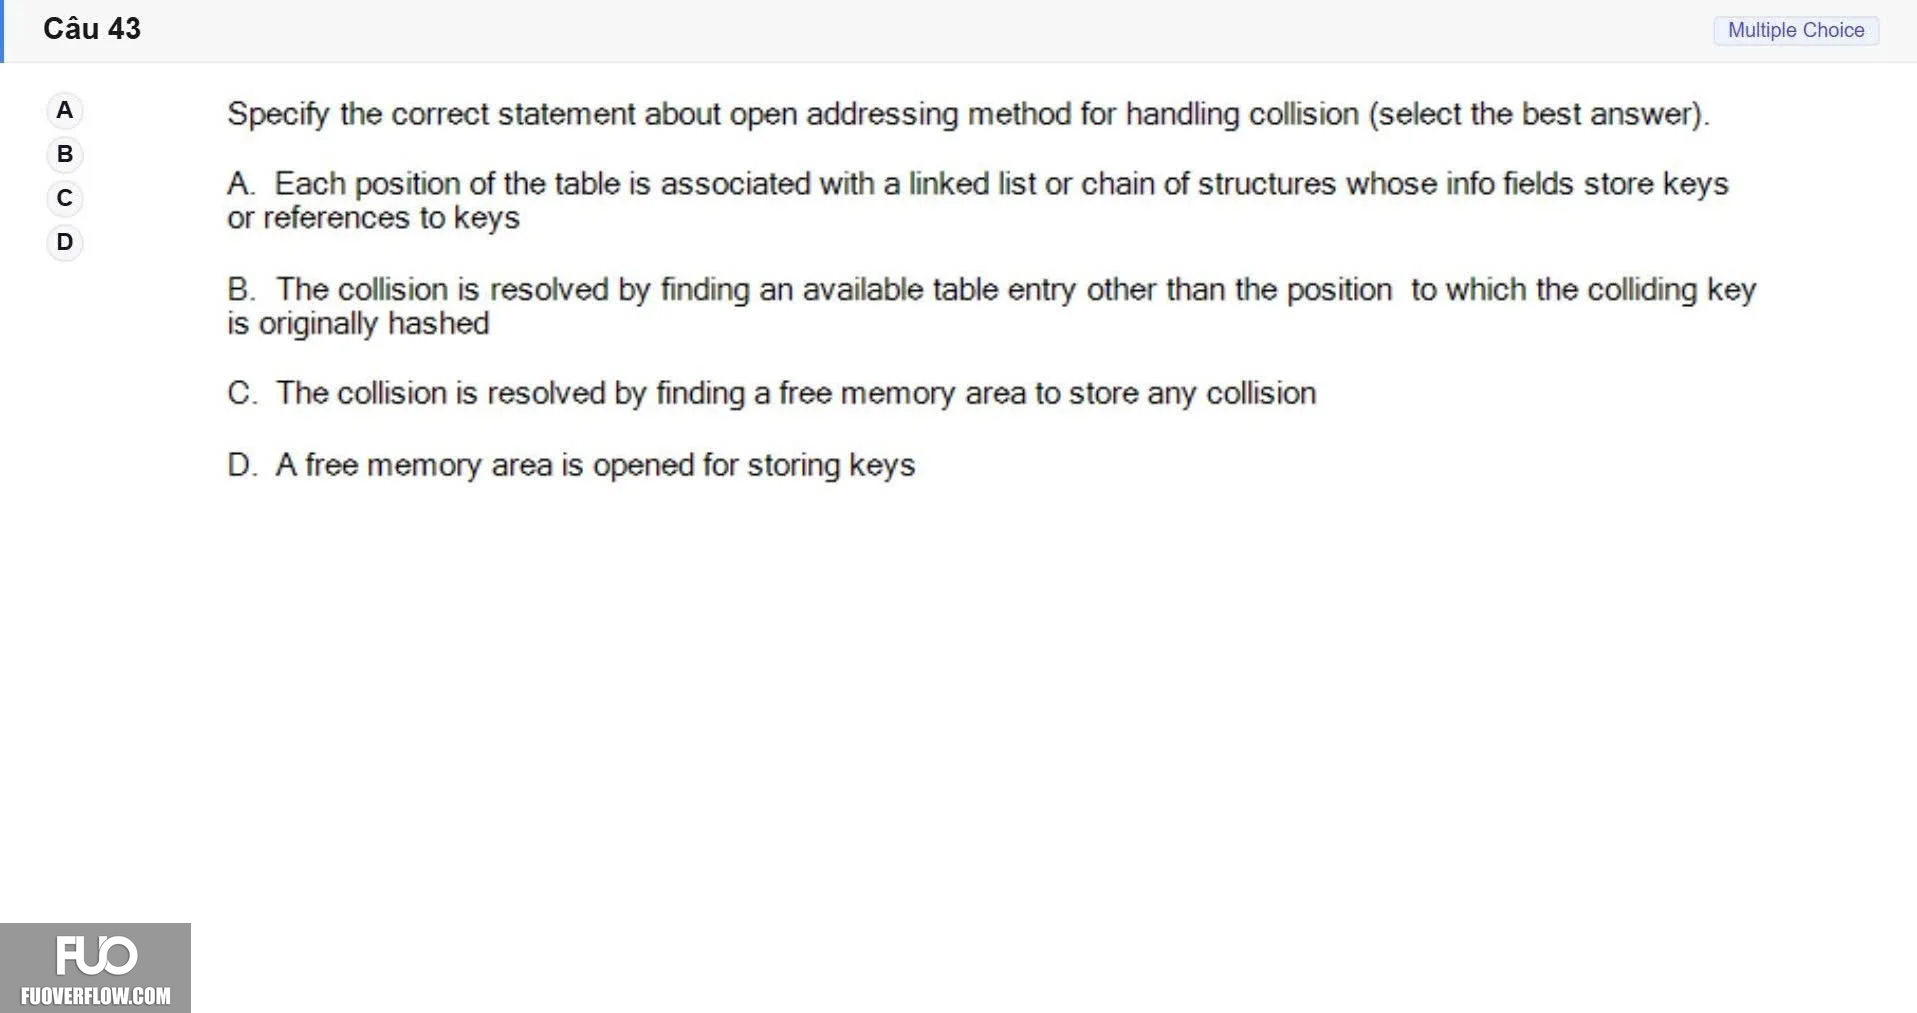 Câu 43
Multiple Choice
A
B
C
D
Specify the correct statement about open addressing method for handling collision (select the best answer).
A. Each position of the table is associated with a linked list or chain of structures whose info fields store keys
or references to keys
B. The collision is resolved by finding an available table entry other than the position to which the colliding key
is originally hashed
C. The collision is resolved by finding a free memory area to store any collision
D. A free memory area is opened for storing keys
FUO
FUOVERFLOW.COM